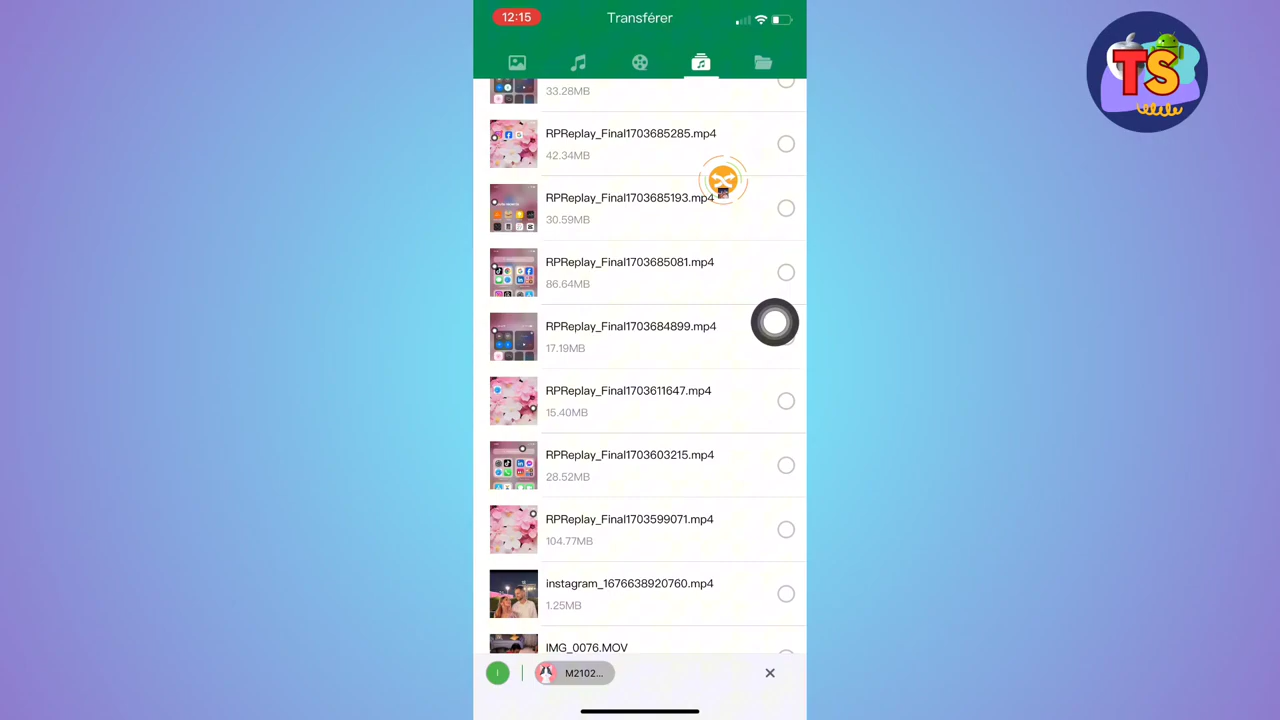 12:15
Transférer
TS
33.28MB
RPReplay_Final1703685285.mp4
42.34MB
RPReplay_Final1703685193.mp4
30.59MB
RPReplay_Final1703685081.mp4
86.64MB
RPReplay_Final1703684899.mp4
17.19MB
RPReplay_Final1703611647.mp4
15.40MB
RPReplay_Final1703603215.mp4
28.52MB
RPReplay_Final1703599071.mp4
104.77MB
instagram_1676638920760.mp4
1.25MB
IMG_0076.MOV
I
M2102...